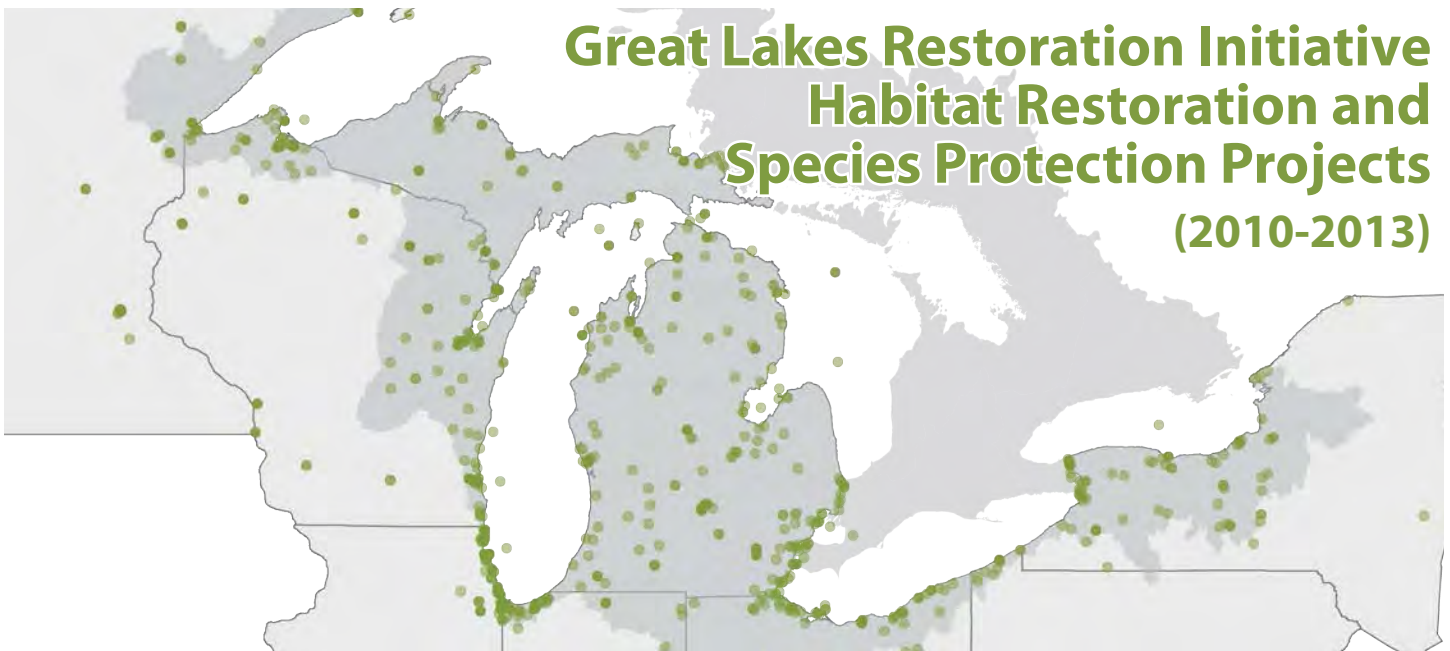 Great Lakes Restoration Initiative
Habitat Restoration and
Species Protection Projects
(2010-2013)